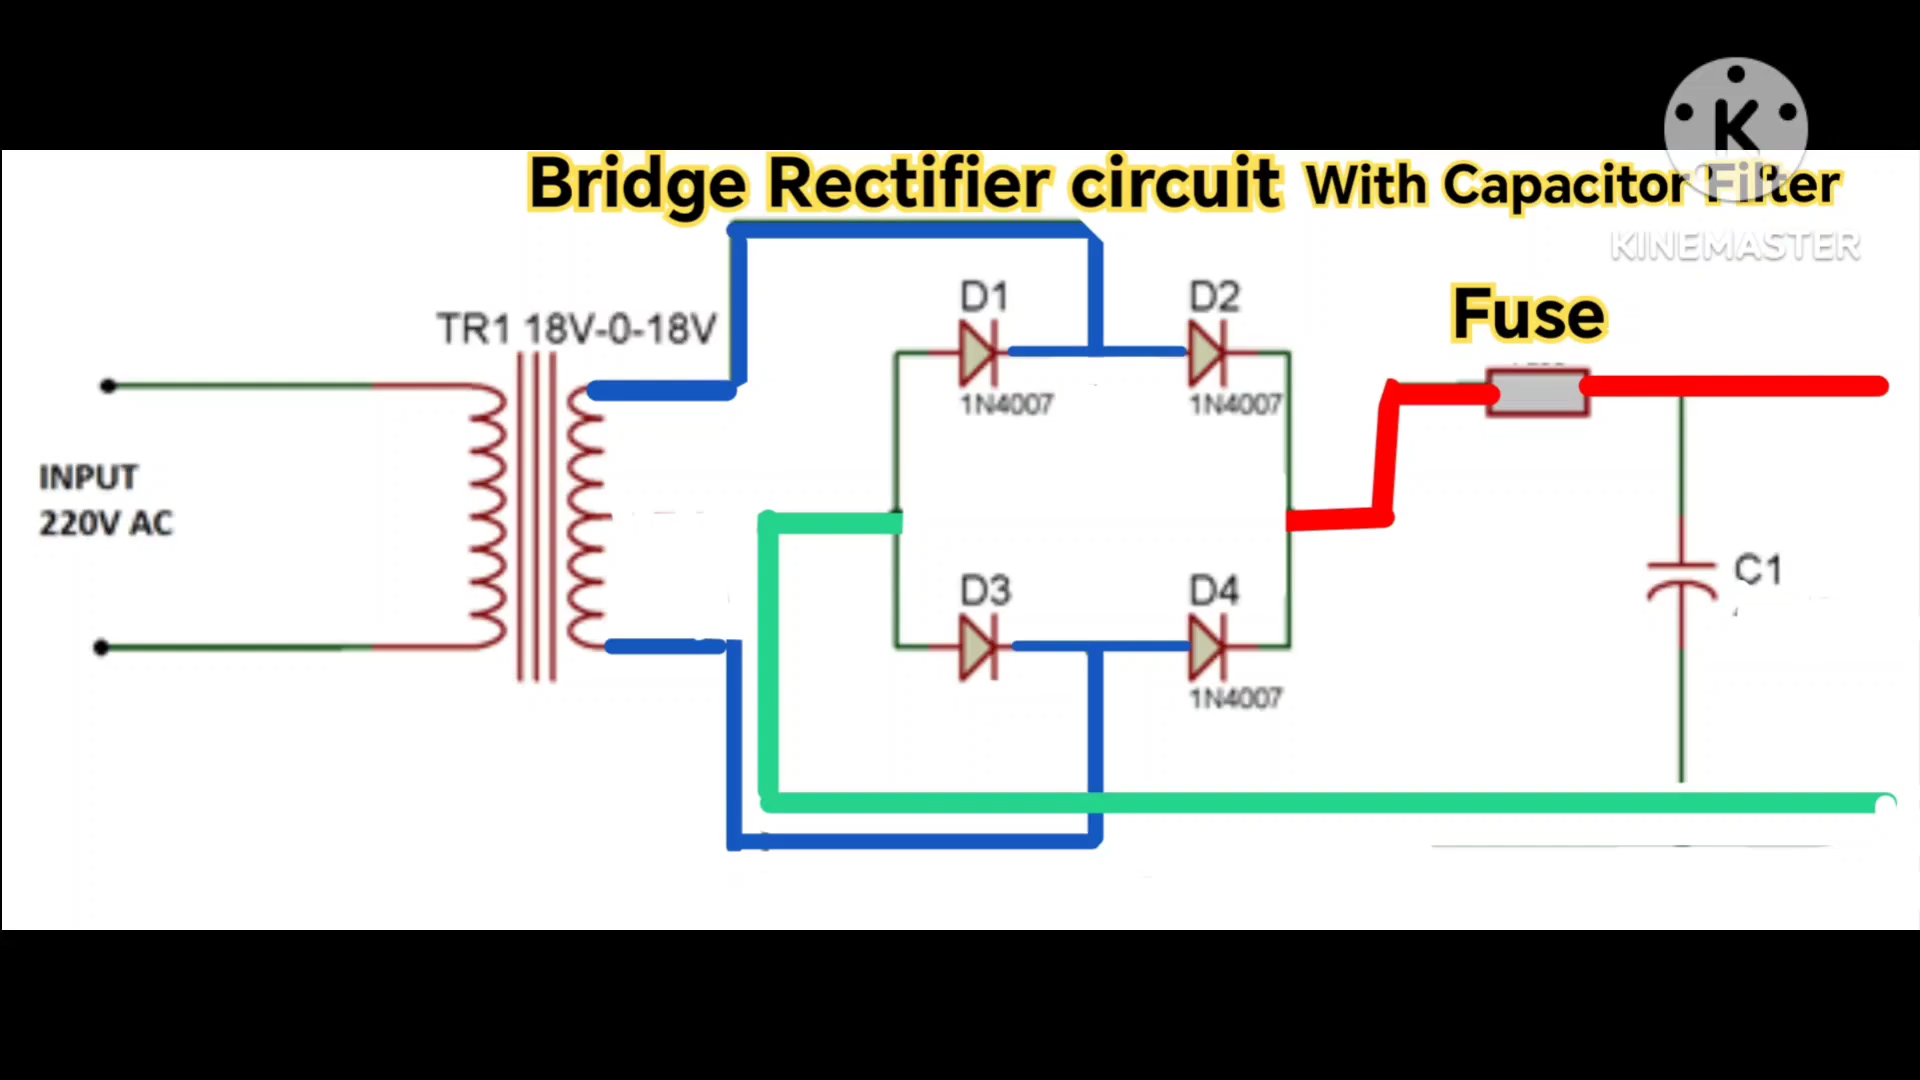 Bridge Rectifier circuit With Capacitor Filter
KINEMASTER
TR1 18V-0-18V
D1
D2
Fuse
1N4007
1N4007
INPUT
220V AC
D3
D4
C1
1N4007